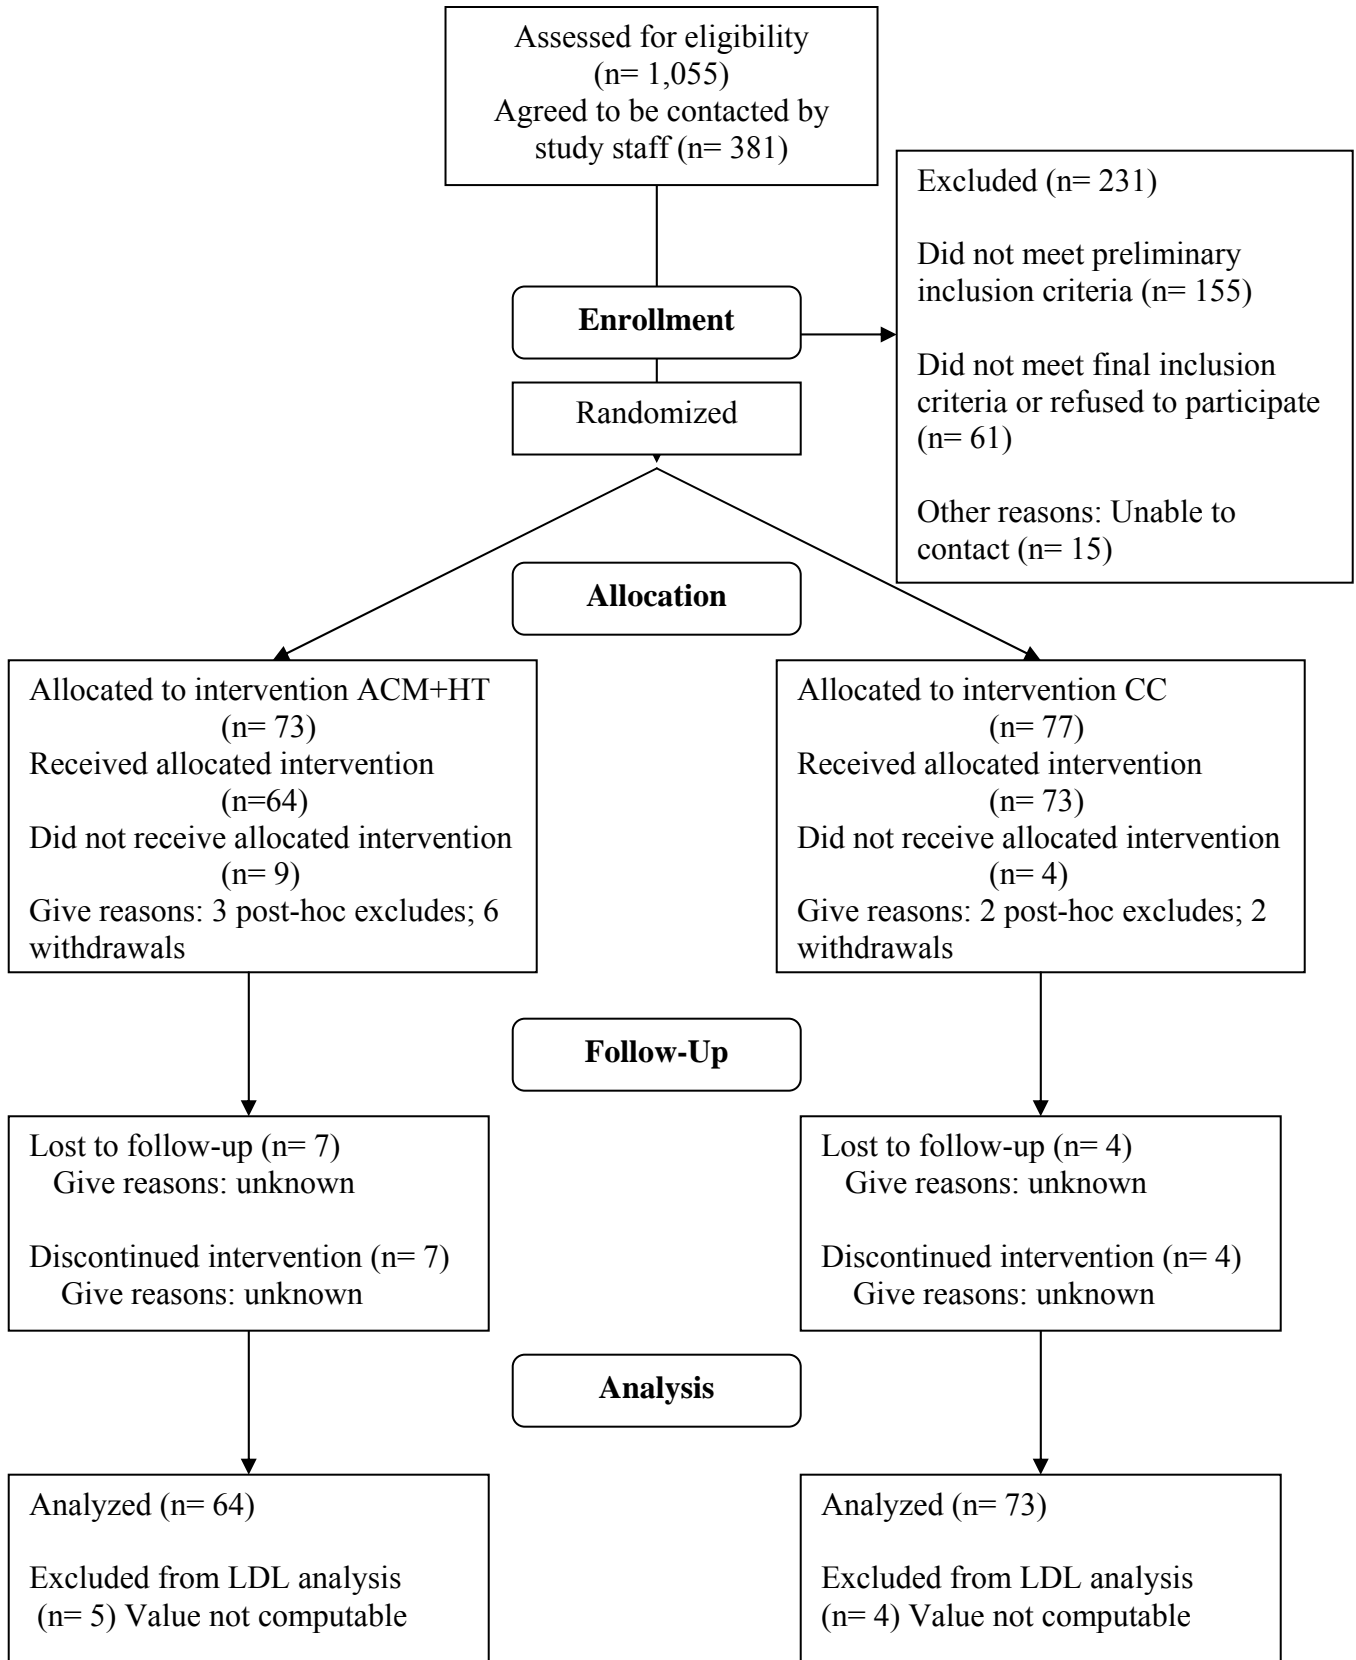 Assessed for eligibility
(n= 1,055)
Agreed to be contacted by
study staff (n= 381)
Excluded (n= 231)
Did not meet preliminary
inclusion criteria (n= 155)
Did not meet final inclusion
criteria or refused to participate
(n= 61)
Other reasons: Unable to
contact (n= 15)
Enrollment
Randomized
Allocation
Allocated to intervention ACM+HT
(n= 73)
Received allocated intervention
(n=64)
Did not receive allocated intervention
(n= 9)
Give reasons: 3 post-hoc excludes; 6
withdrawals
Allocated to intervention CC
(n= 77)
Received allocated intervention
(n= 73)
Did not receive allocated intervention
(n= 4)
Give reasons: 2 post-hoc excludes; 2
withdrawals
Follow-Up
Lost to follow-up (n= 7)
Give reasons: unknown
Discontinued intervention (n= 7)
Give reasons: unknown
Lost to follow-up (n= 4)
Give reasons: unknown
Discontinued intervention (n= 4)
Give reasons: unknown
Analysis
Analyzed (n= 64)
Excluded from LDL analysis
(n= 5) Value not computable
Analyzed (n= 73)
Excluded from LDL analysis
(n= 4) Value not computable